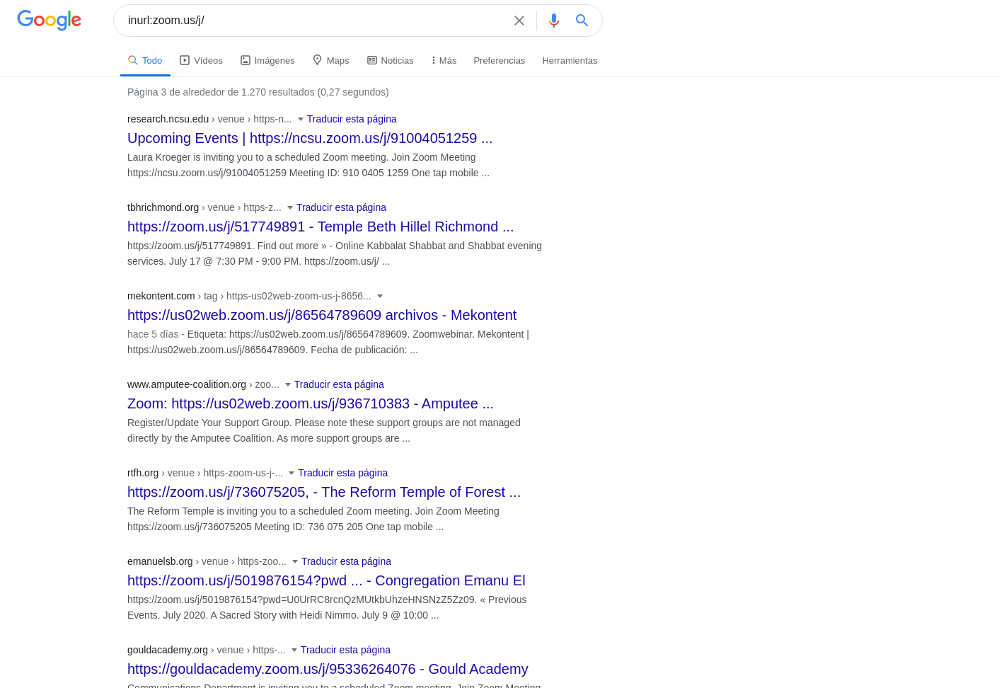 Google
inurl:zoom.us/j/
Todo Vídeos Imágenes Maps Noticias Más Preferencias Herramientas
Página 3 de alrededor de 1.270 resultados (0,27 segundos)
research.ncsu.edu › venue › https-n... Traducir esta página
Upcoming Events | https://ncsu.zoom.us/j/91004051259 ...
Laura Kroeger is inviting you to a scheduled Zoom meeting. Join Zoom Meeting
https://ncsu.zoom.us/j/91004051259 Meeting ID: 910 0405 1259 One tap mobile ...
tbhrichmond.org › venue › https-z... Traducir esta página
https://zoom.us/j/517749891 - Temple Beth Hillel Richmond ...
https://zoom.us/j/517749891. Find out more » · Online Kabbalat Shabbat and Shabbat evening
services. July 17 @ 7:30 PM - 9:00 PM. https://zoom.us/j/ ...
mekontent.com › tag › https-us02web-zoom-us-j-8656...
https://us02web.zoom.us/j/86564789609 archivos - Mekontent
hace 5 días - Etiqueta: https://us02web.zoom.us/j/86564789609. Zoomwebinar. Mekontent |
https://us02web.zoom.us/j/86564789609. Fecha de publicación: ...
www.amputee-coalition.org › zoo... Traducir esta página
Zoom: https://us02web.zoom.us/j/936710383 - Amputee ...
Register/Update Your Support Group. Please note these support groups are not managed
directly by the Amputee Coalition. As more support groups are ...
rtfh.org › venue › https-zoom-us-j-... Traducir esta página
https://zoom.us/j/736075205, - The Reform Temple of Forest ...
The Reform Temple is inviting you to a scheduled Zoom meeting. Join Zoom Meeting
https://zoom.us/j/736075205 Meeting ID: 736 075 205 One tap mobile ...
emanuelsb.org › venue › https-zoo... Traducir esta página
https://zoom.us/j/5019876154?pwd ... - Congregation Emanu El
https://zoom.us/j/5019876154?pwd=U0UrRC8rcnQzMUtkbUhzeHNSNzZ5Zz09. « Previous
Events. July 2020. A Sacred Story with Heidi Nimmo. July 9 @ 10:00 ...
gouldacademy.org › venue › https-... Traducir esta página
https://gouldacademy.zoom.us/j/95336264076 - Gould Academy
Communications Department is inviting you to a scheduled Zoom meeting. Join Zoom Meeting